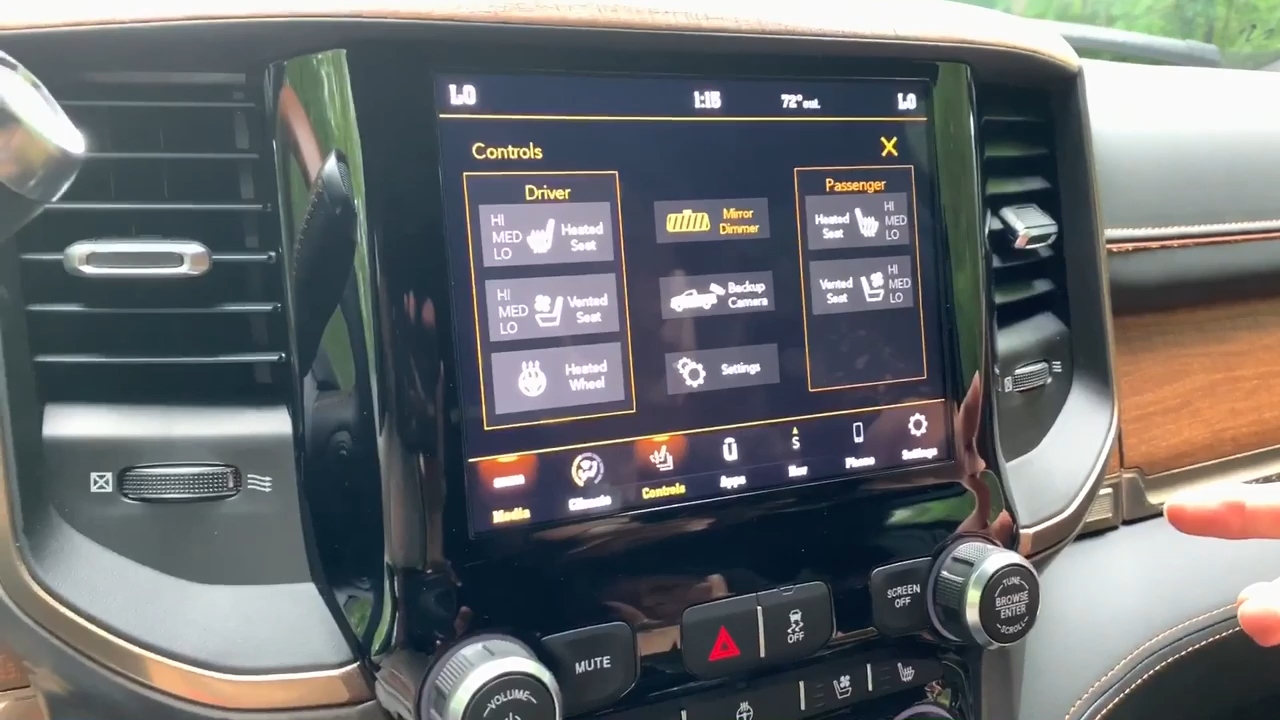 LO 1:15 72° out. LO
Controls X
Driver
HI
MED
LO
Heated
Seat
HI
MED
LO
Vented
Seat
Heated
Wheel
Mirror
Dimmer
Backup
Camera
Settings
Passenger
Heated
Seat
HI
MED
LO
Vented
Seat
HI
MED
LO
S
Media Climate Controls Apps Nav Phone Settings
VOLUME
MUTE
OFF
SCREEN
OFF
TUNE
BROWSE
ENTER
SCROLL